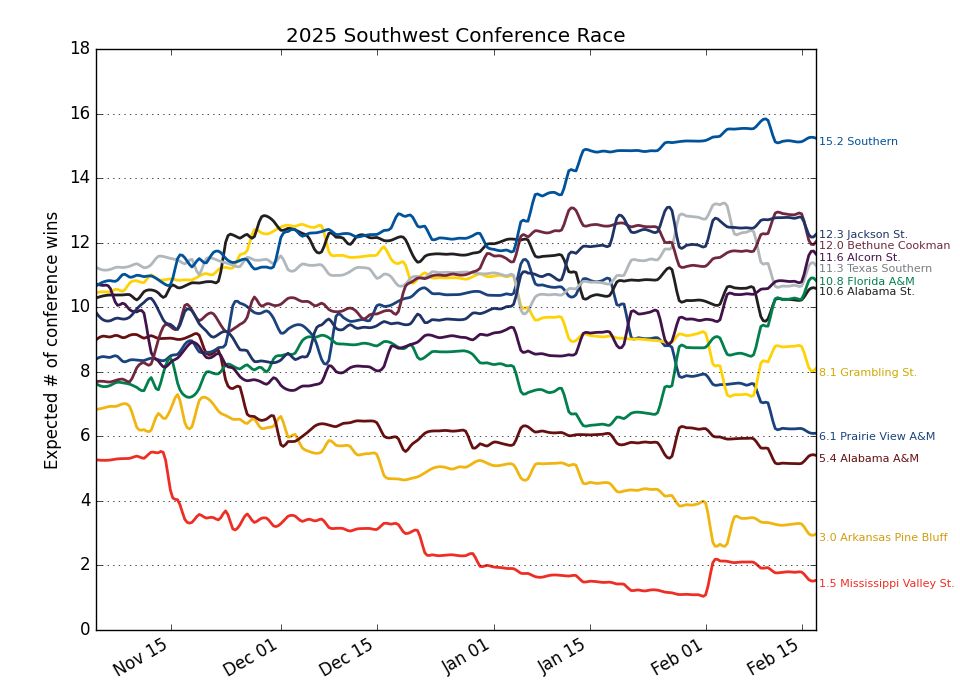 2025 Southwest Conference Race
Expected # of conference wins
18
16
14
12
10
8
6
4
2
0
Nov 15
Dec 01
Dec 15
Jan 01
Jan 15
Feb 01
Feb 15
15.2 Southern
12.3 Jackson St.
12.0 Bethune Cookman
11.6 Alcorn St.
11.3 Texas Southern
10.8 Florida A&M
10.6 Alabama St.
8.1 Grambling St.
6.1 Prairie View A&M
5.4 Alabama A&M
3.0 Arkansas Pine Bluff
1.5 Mississippi Valley St.